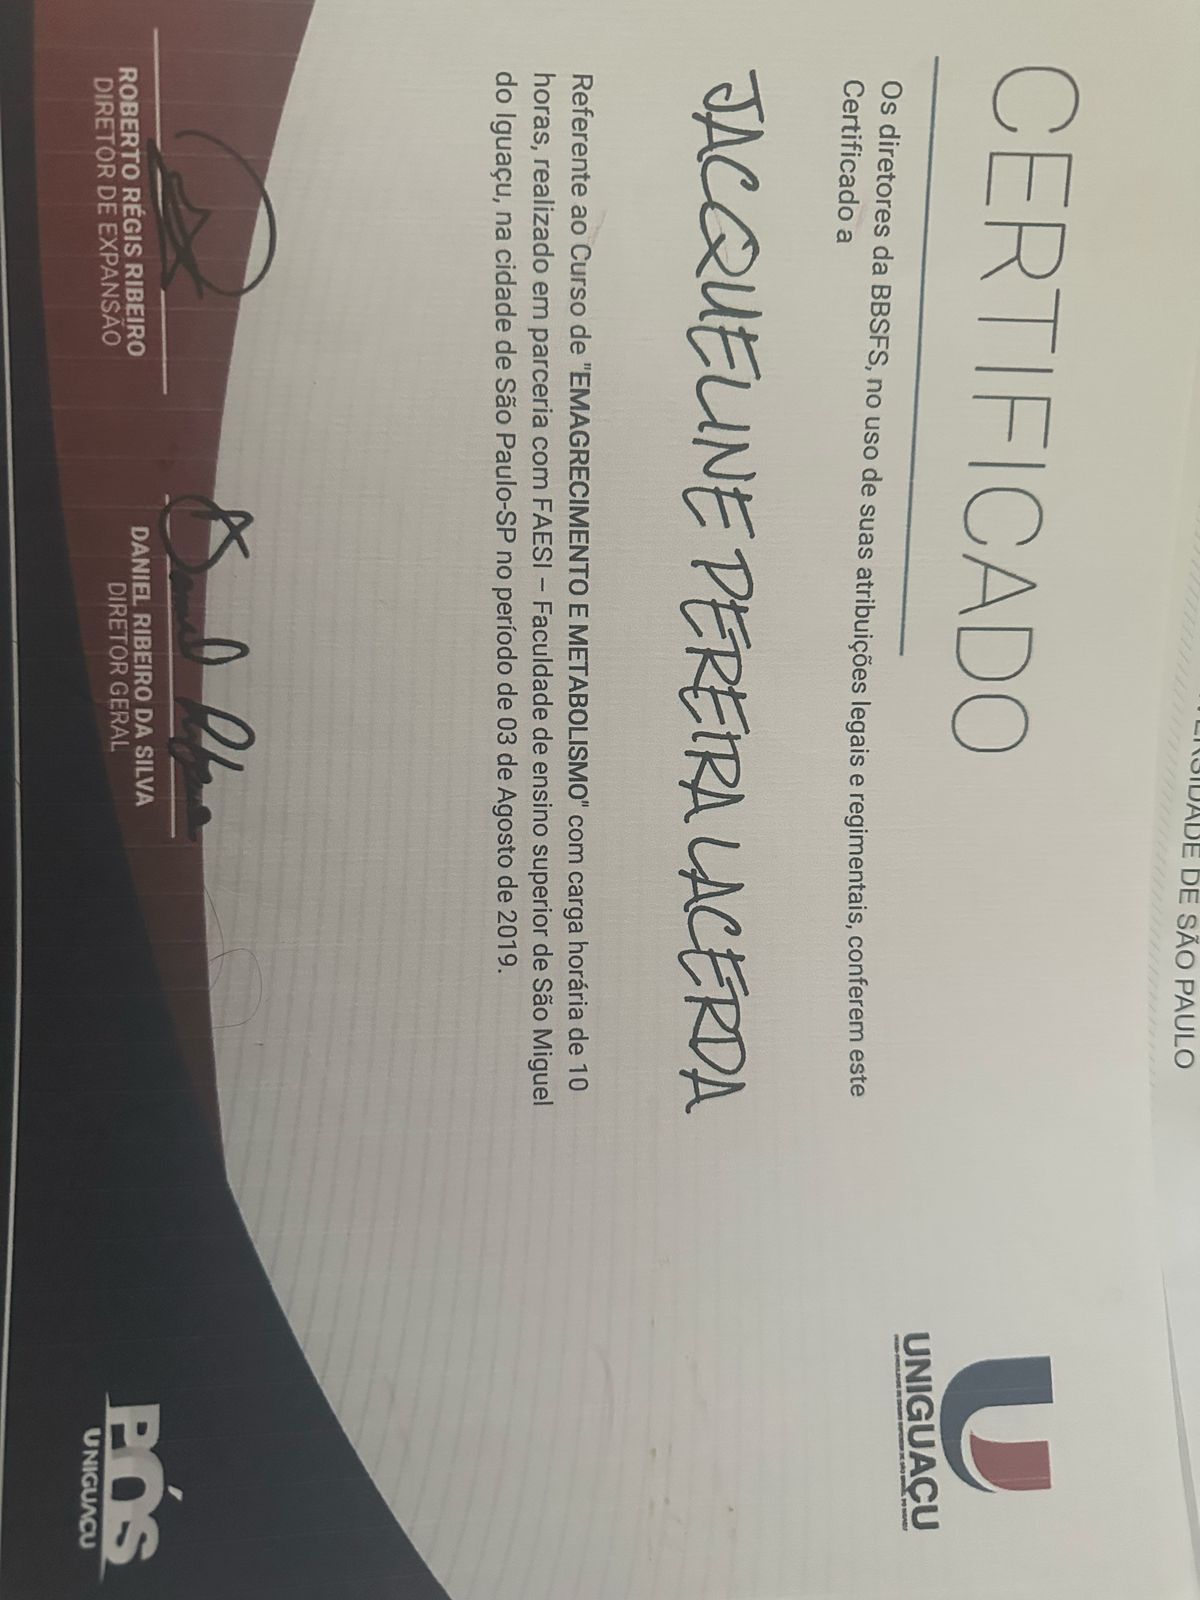 VERSIDADE DE SÃO PAULO
CERTIFICADO
Os diretores da BBSFS, no uso de suas atribuições legais e regimentais, conferem este
Certificado a
JACQUELINE PEREIRA LACERDA
Referente ao Curso de "EMAGRECIMENTO E METABOLISMO" com carga horária de 10
horas, realizado em parceria com FAESI – Faculdade de ensino superior de São Miguel
do Iguaçu, na cidade de São Paulo-SP no período de 03 de Agosto de 2019.
ROBERTO RÉGIS RIBEIRO
DIRETOR DE EXPANSÃO
DANIEL RIBEIRO DA SILVA
DIRETOR GERAL
UNIGUAÇU
PÓS
UNIGUAÇU